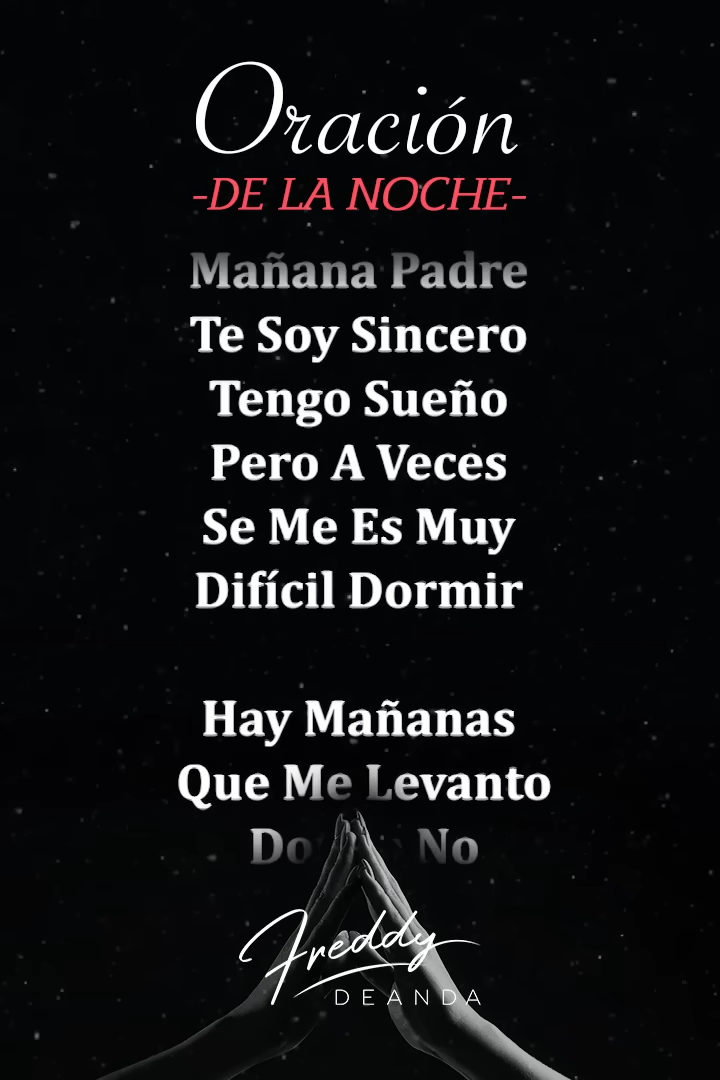 Oración
-DE LA NOCHE-
Mañana Padre
Te Soy Sincero
Tengo Sueño
Pero A Veces
Se Me Es Muy
Difícil Dormir
Hay Mañanas
Que Me Levanto
No
Freddy
DEANDA